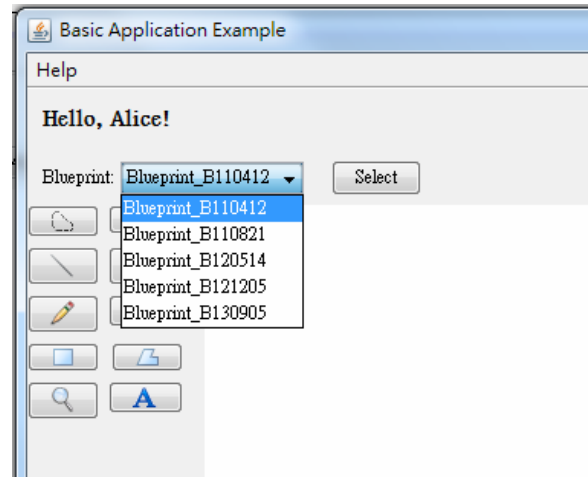 Basic Application Example
Help
Hello, Alice!
Blueprint: Blueprint_B110412 Select
Blueprint_B110412
Blueprint_B110821
Blueprint_B120514
Blueprint_B121205
Blueprint_B130905
A